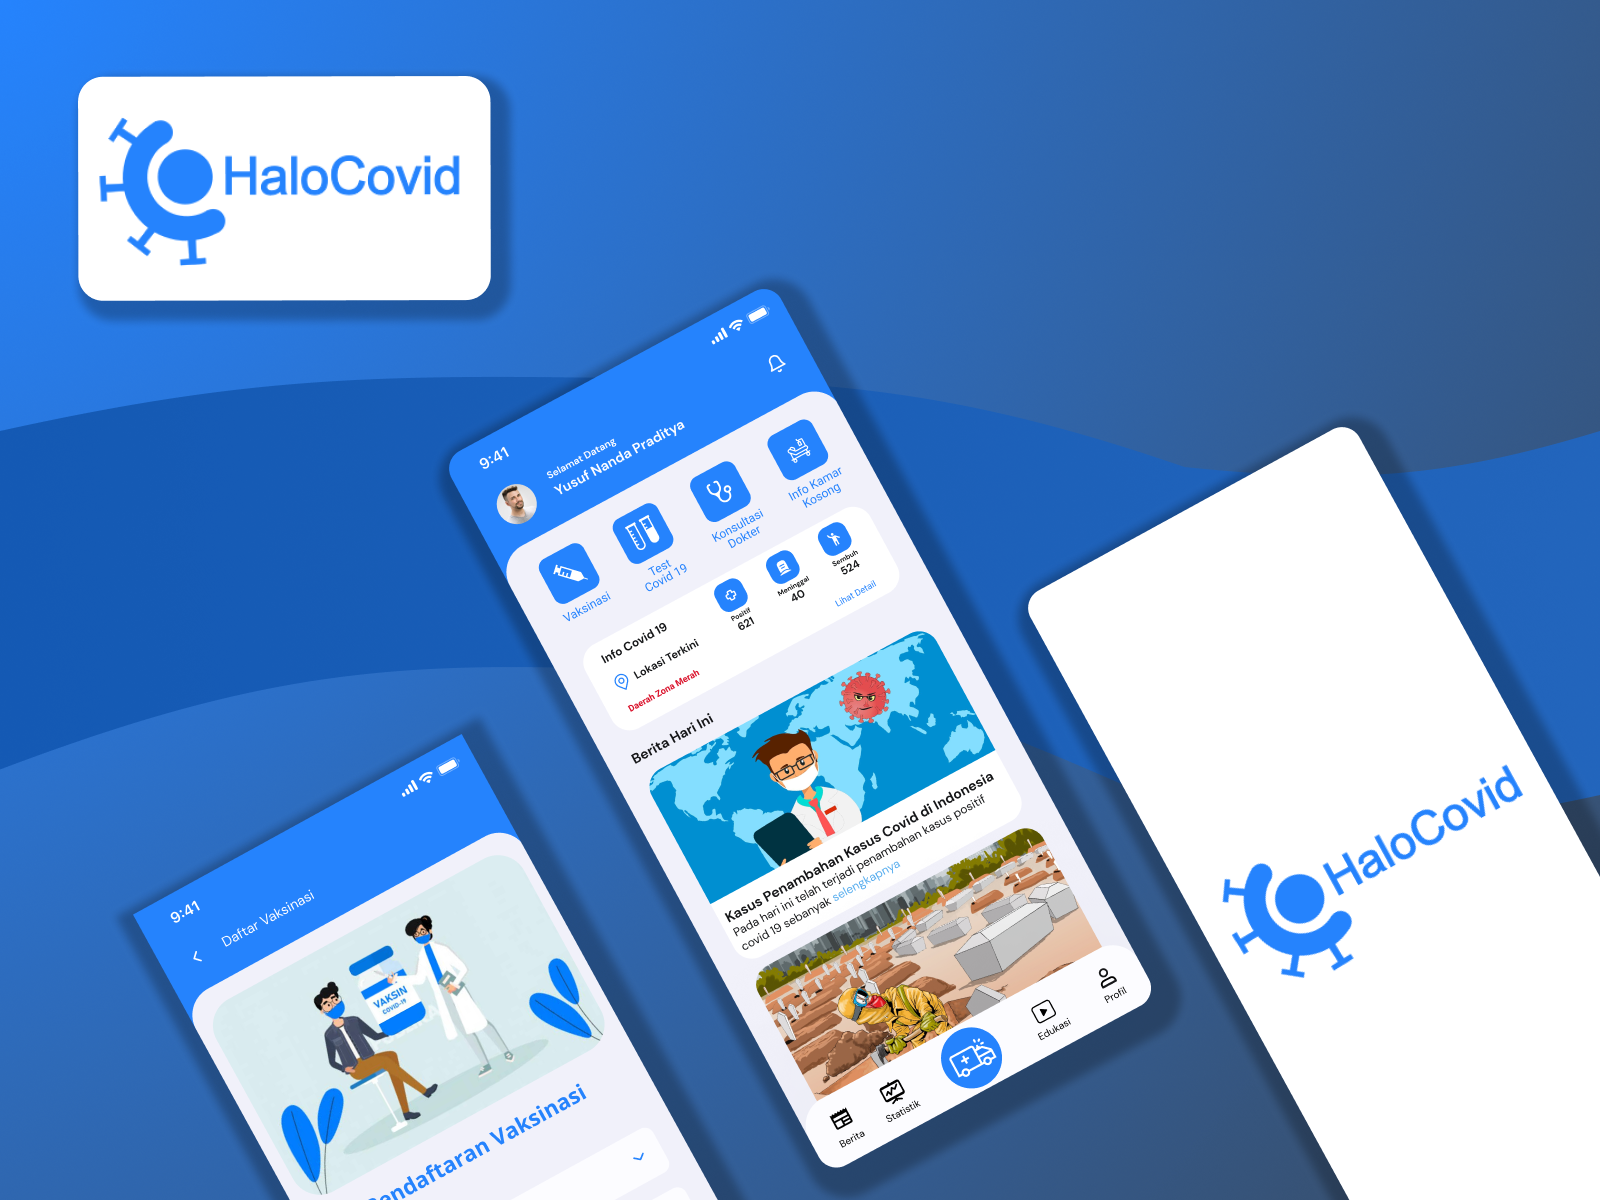 HaloCovid
9:41
Selamat Datang
Yusuf Nanda Praditya
Vaksinasi
Test
Covid 19
Konsultasi
Dokter
Info Kamar
Kosong
Info Covid 19
Lokasi Terkini
Daerah Zona Merah
Positif
621
Meninggal
40
Sembuh
524
Lihat Detail
Berita Hari Ini
Kasus Penambahan Kasus Covid di Indonesia
Pada hari ini telah terjadi penambahan kasus positif
covid 19 sebanyak selengkapnya
Berita
Statistik
Edukasi
Profil
9:41
Daftar Vaksinasi
VAKSIN
COVID-19
Pendaftaran Vaksinasi
HaloCovid